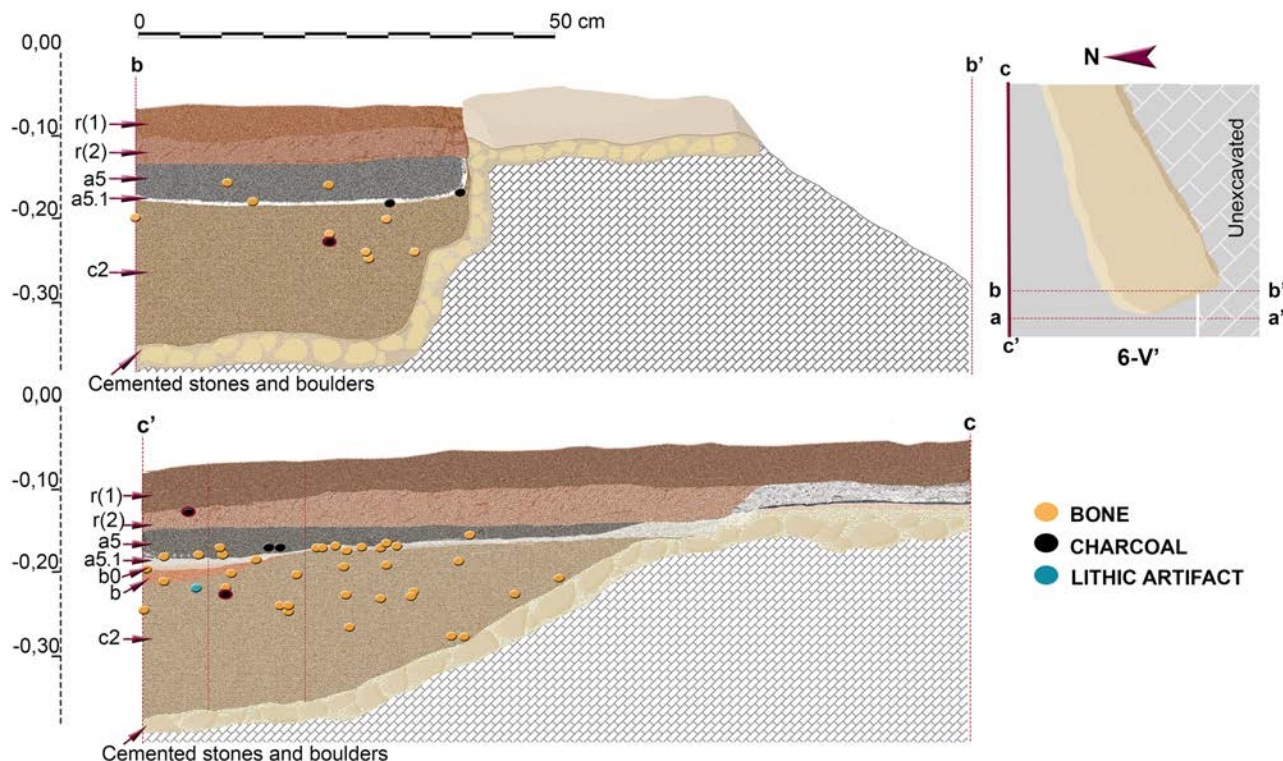 0 50 cm
0,00
b b'
-0,10
r(1)
r(2)
a5
a5.1
-0,20
c2
-0,30
Cemented stones and boulders
N
c
Unexcavated
b b'
a a'
c'
6-V'
0,00
c' c
-0,10
r(1)
r(2)
a5
a5.1
-0,20
b0
b
c2
-0,30
Cemented stones and boulders
BONE
CHARCOAL
LITHIC ARTIFACT